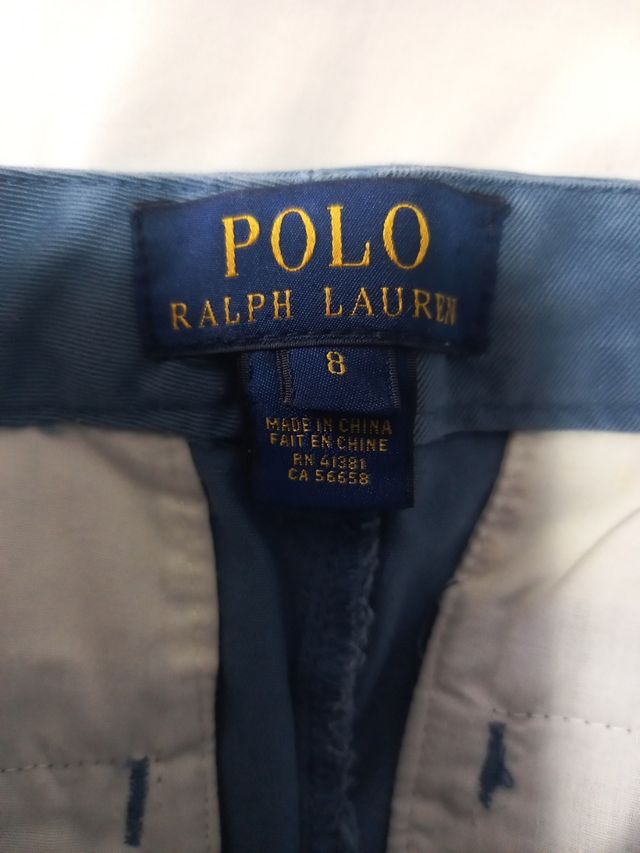 POLO
RALPH LAUREN
8
MADE IN CHINA
FAIT EN CHINE
RN 41381
CA 56658